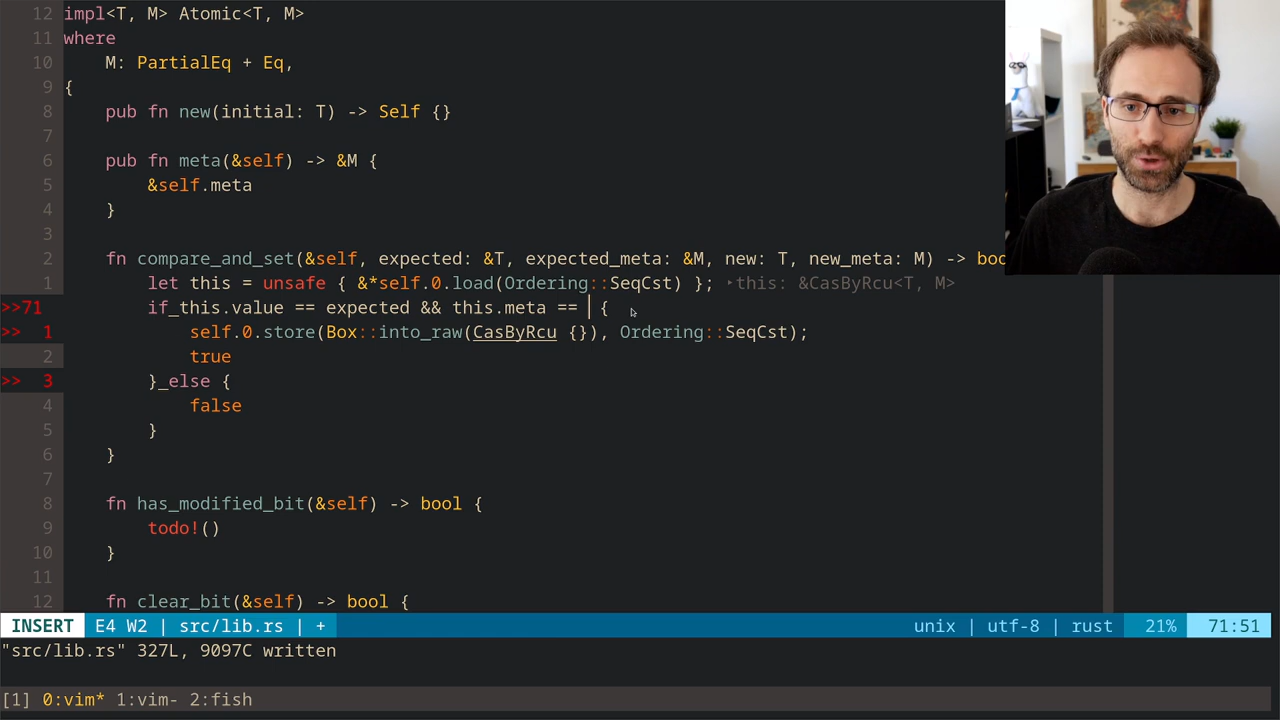 12 impl<T, M> Atomic<T, M>
11 where
10     M: PartialEq + Eq,
9 {
8     pub fn new(initial: T) -> Self {}
7
6     pub fn meta(&self) -> &M {
5         &self.meta
4     }
3
2     fn compare_and_set(&self, expected: &T, expected_meta: &M, new: T, new_meta: M) -> boo
1         let this = unsafe { &*self.0.load(Ordering::SeqCst) }; ‣this: &CasByRcu<T, M>
>>71         if_this.value == expected && this.meta == {
>> 1             self.0.store(Box::into_raw(CasByRcu {}), Ordering::SeqCst);
2             true
>> 3         }_else {
4             false
5         }
6     }
7
8     fn has_modified_bit(&self) -> bool {
9         todo!()
10     }
11
12     fn clear_bit(&self) -> bool {
INSERT E4 W2 | src/lib.rs | + unix | utf-8 | rust 21% 71:51
"src/lib.rs" 327L, 9097C written
[1] 0:vim* 1:vim- 2:fish